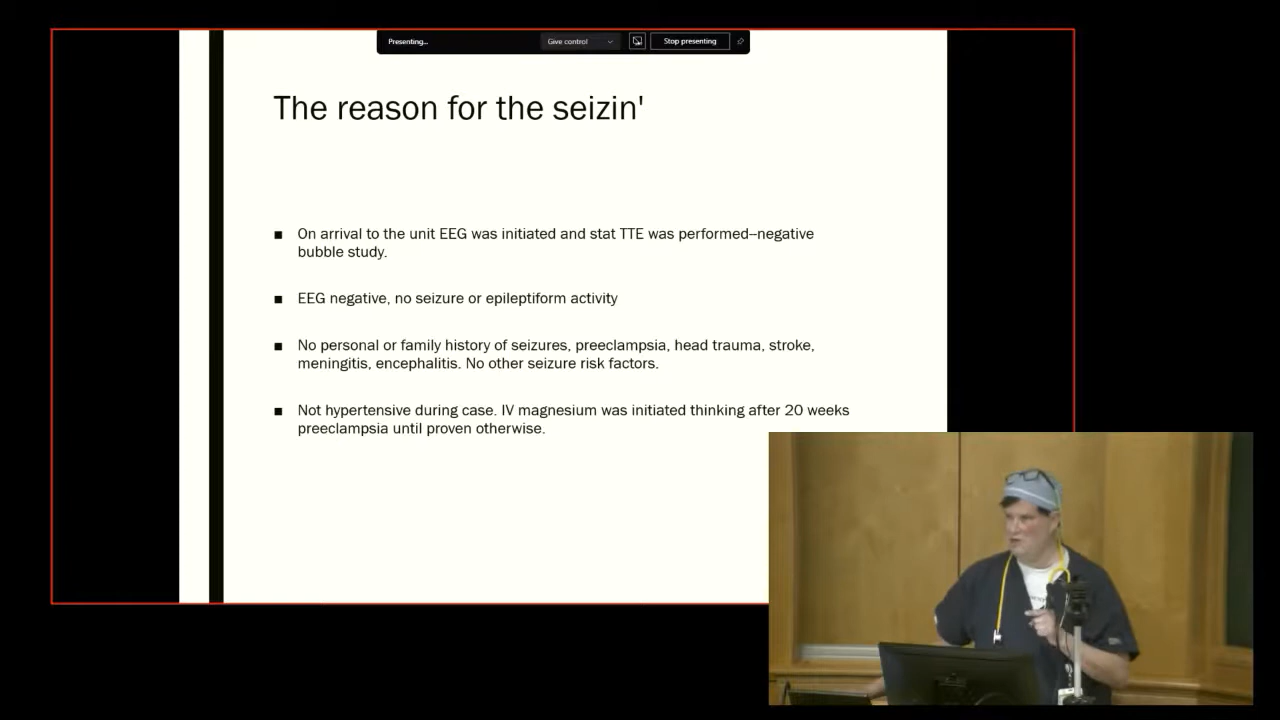 Presenting...
Give control
Stop presenting
The reason for the seizin'
■ On arrival to the unit EEG was initiated and stat TTE was performed--negative
bubble study.
■ EEG negative, no seizure or epileptiform activity
■ No personal or family history of seizures, preeclampsia, head trauma, stroke,
meningitis, encephalitis. No other seizure risk factors.
■ Not hypertensive during case. IV magnesium was initiated thinking after 20 weeks
preeclampsia until proven otherwise.